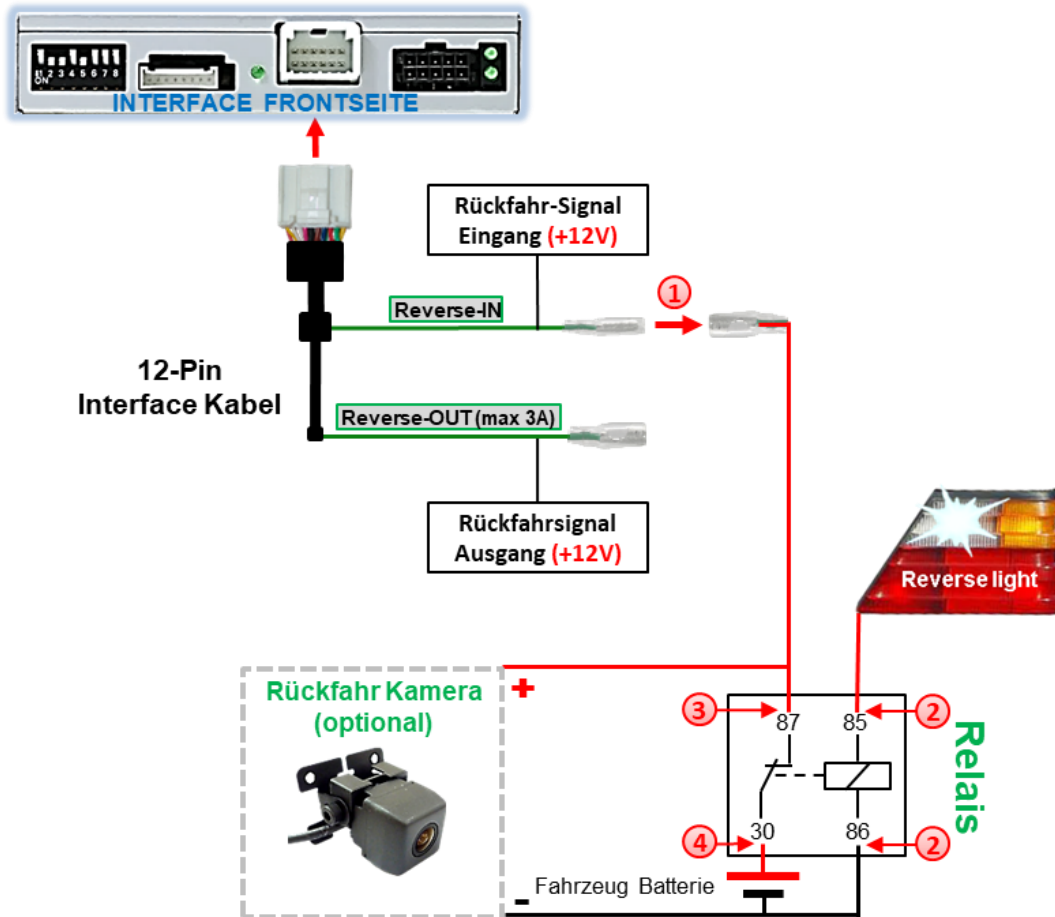 ON
1 2 3 4 5 6 7 8
INTERFACE FRONTSEITE
Rückfahr-Signal
Eingang (+12V)
Reverse-IN
1
12-Pin
Interface Kabel
Reverse-OUT (max 3A)
Rückfahrsignal
Ausgang (+12V)
Reverse light
Rückfahr Kamera
(optional)
+
3
87
85
2
Relais
4
30
86
2
-
Fahrzeug Batterie